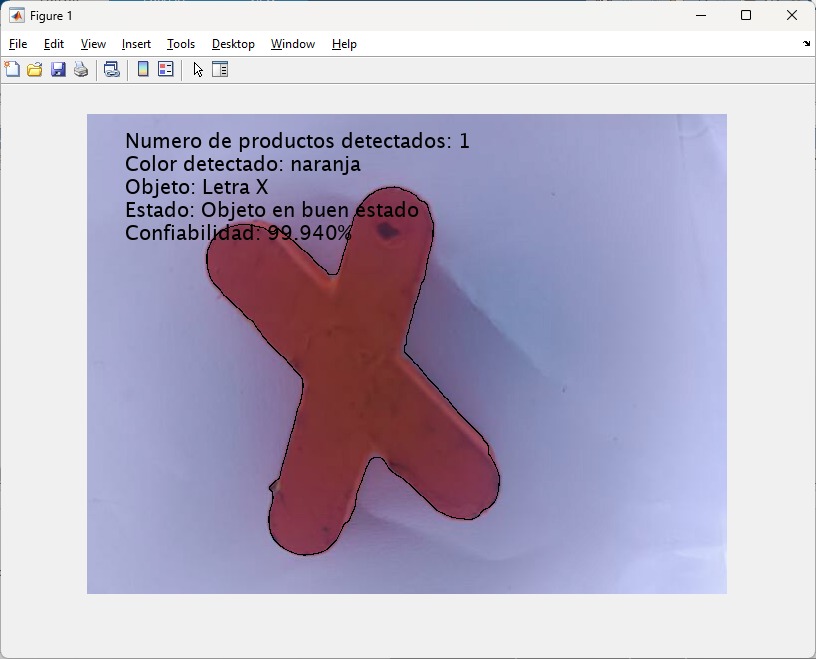 Figure 1
File Edit View Insert Tools Desktop Window Help
Numero de productos detectados: 1
Color detectado: naranja
Objeto: Letra X
Estado: Objeto en buen estado
Confiabilidad: 99.940%